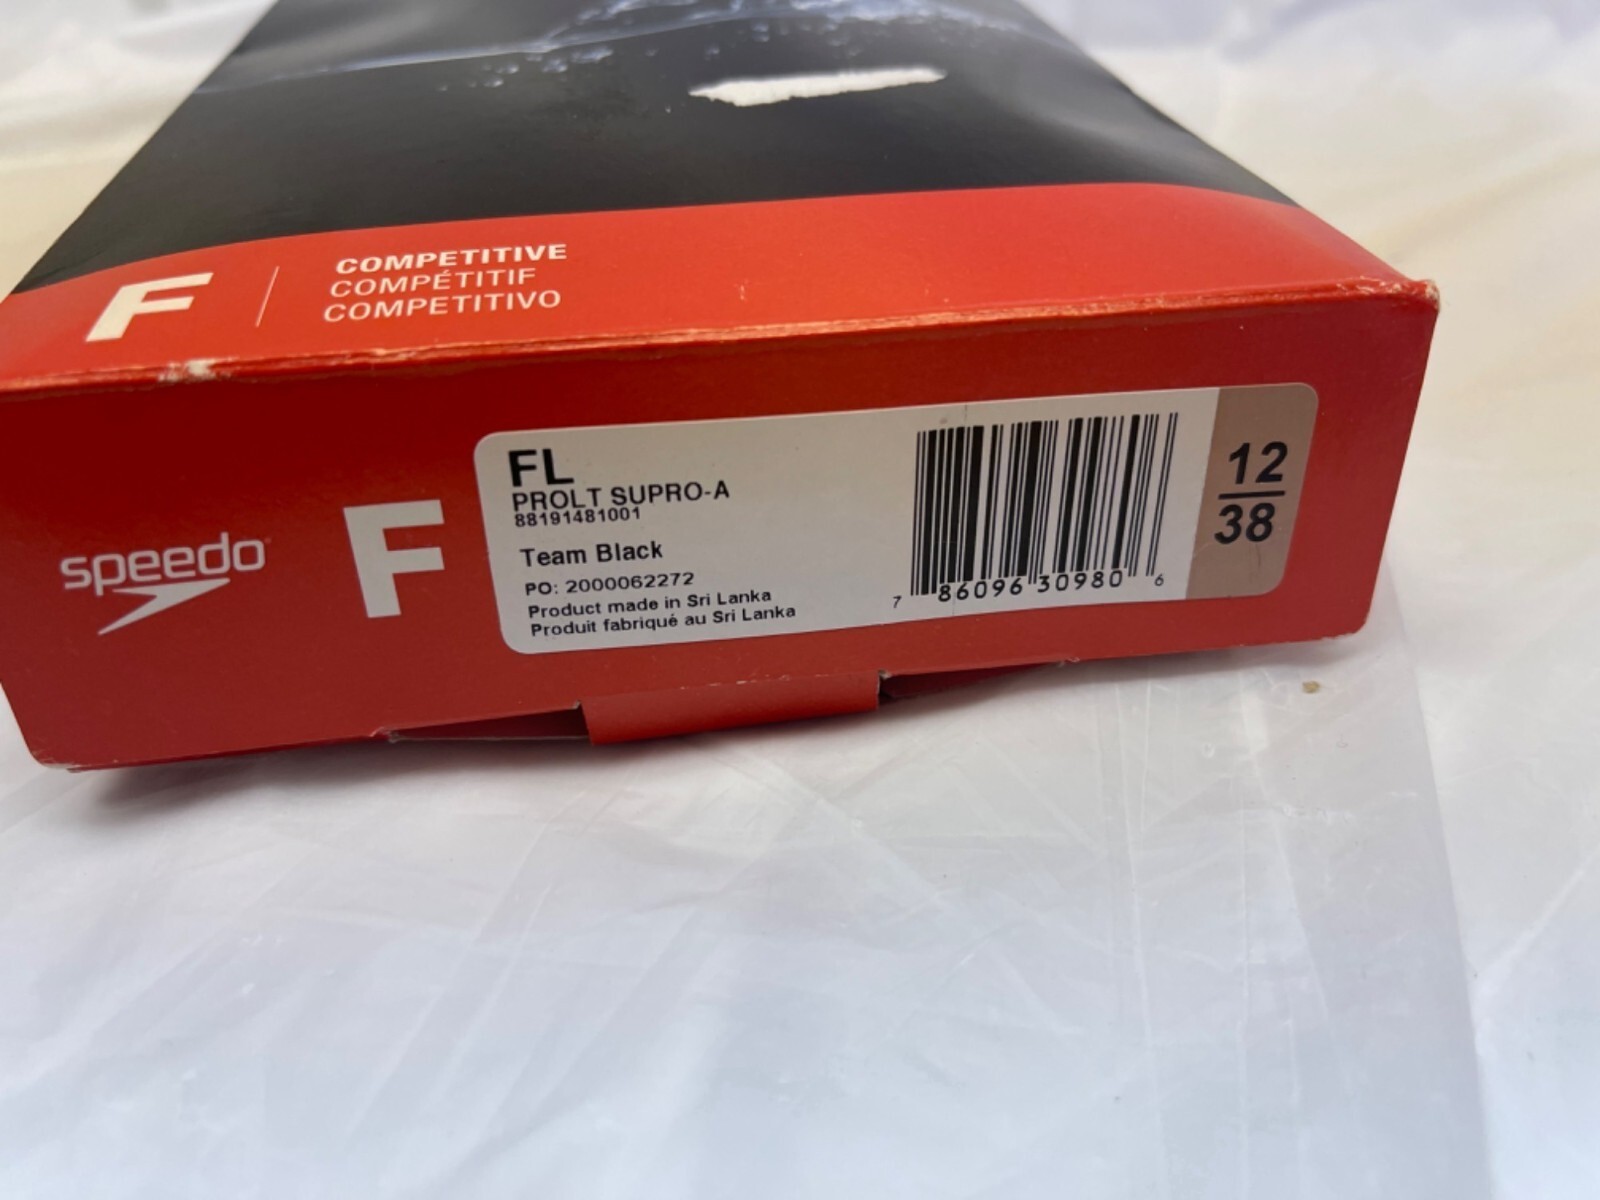 F
COMPETITIVE
COMPÉTITIF
COMPETITIVO
speedo
F
FL
PROLT SUPRO-A
88191481001
Team Black
PO: 2000062272
Product made in Sri Lanka
Produit fabriqué au Sri Lanka
7 86096 30980 6
12
38